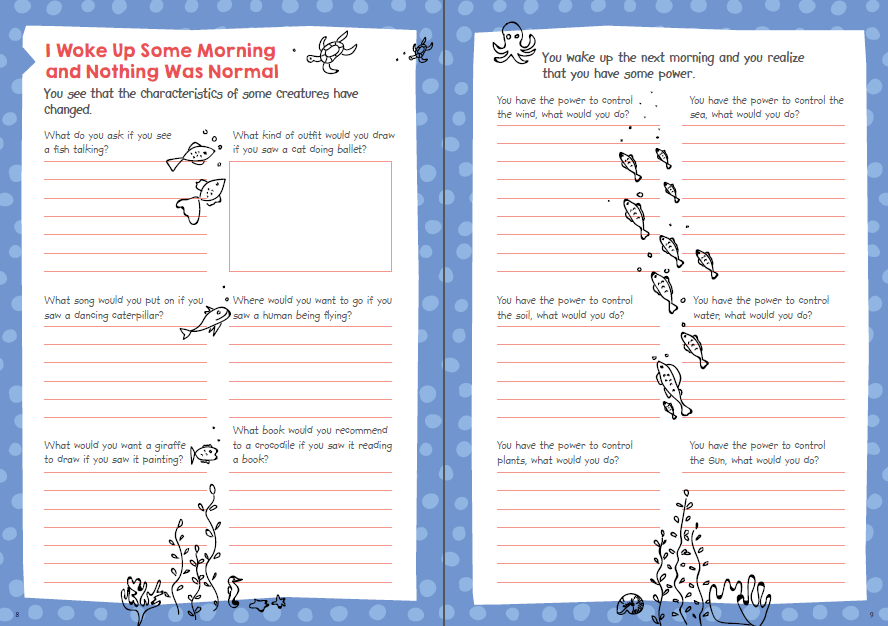 I Woke Up Some Morning
and Nothing Was Normal
You see that the characteristics of some creatures have
changed.
What do you ask if you see
a fish talking?
What kind of outfit would you draw
if you saw a cat doing ballet?
What song would you put on if you
saw a dancing caterpillar?
Where would you want to go if you
saw a human being flying?
What would you want a giraffe
to draw if you saw it painting?
What book would you recommend
to a crocodile if you saw it reading
a book?
8
You wake up the next morning and you realize
that you have some power.
You have the power to control
the wind, what would you do?
You have the power to control the
sea, what would you do?
You have the power to control
the soil, what would you do?
You have the power to control
water, what would you do?
You have the power to control
plants, what would you do?
You have the power to control
the Sun, what would you do?
9